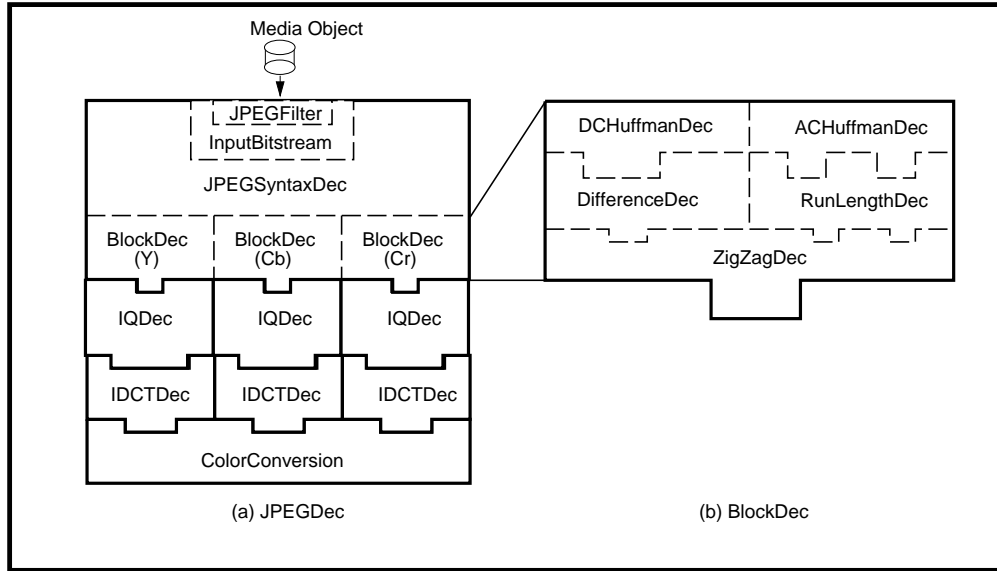 Media Object
JPEGFilter
InputBitstream
JPEGSyntaxDec
BlockDec
(Y)
BlockDec
(Cb)
BlockDec
(Cr)
IQDec
IQDec
IQDec
IDCTDec
IDCTDec
IDCTDec
ColorConversion
(a) JPEGDec
DCHuffmanDec
ACHuffmanDec
DifferenceDec
RunLengthDec
ZigZagDec
(b) BlockDec